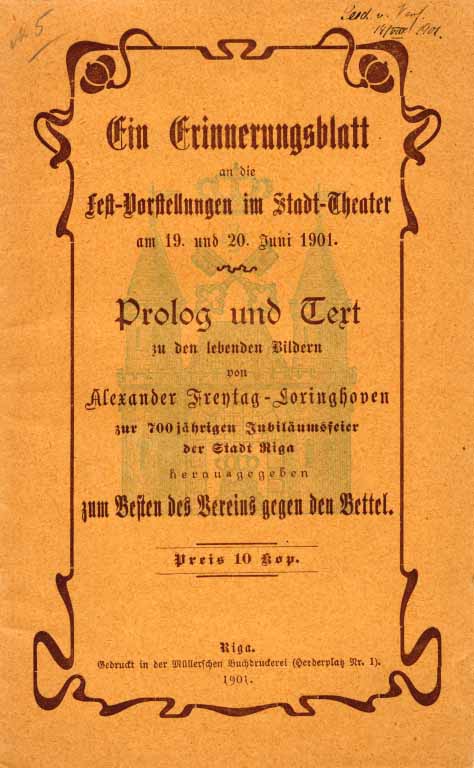 Ein Erinnerungsblatt
an die
Fest-Vorstellungen im Stadt-Theater
am 19. und 20. Juni 1901.
Prolog und Text
zu den lebenden Bildern
von
Alexander Freytag-Loringhoven
zur 700jährigen Jubiläumsfeier
der Stadt Riga
herausgegeben
zum Besten des Vereins gegen den Bettel.
Preis 10 Kop.
Riga.
Gedruckt in der Müllerschen Buchdruckerei (Herderplatz Nr. 1).
1901.